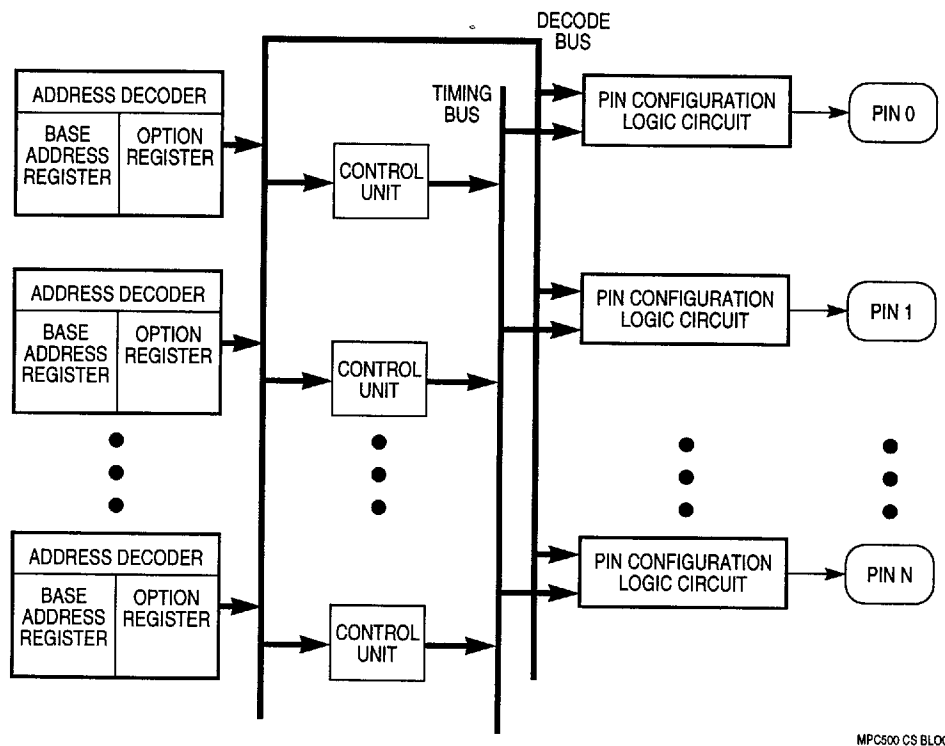 DECODE
BUS
TIMING
BUS
ADDRESS DECODER
BASE
ADDRESS
REGISTER
OPTION
REGISTER
CONTROL
UNIT
PIN CONFIGURATION
LOGIC CIRCUIT
PIN 0
ADDRESS DECODER
BASE
ADDRESS
REGISTER
OPTION
REGISTER
CONTROL
UNIT
PIN CONFIGURATION
LOGIC CIRCUIT
PIN 1
ADDRESS DECODER
BASE
ADDRESS
REGISTER
OPTION
REGISTER
CONTROL
UNIT
PIN CONFIGURATION
LOGIC CIRCUIT
PIN N
MPC500 CS BLOC